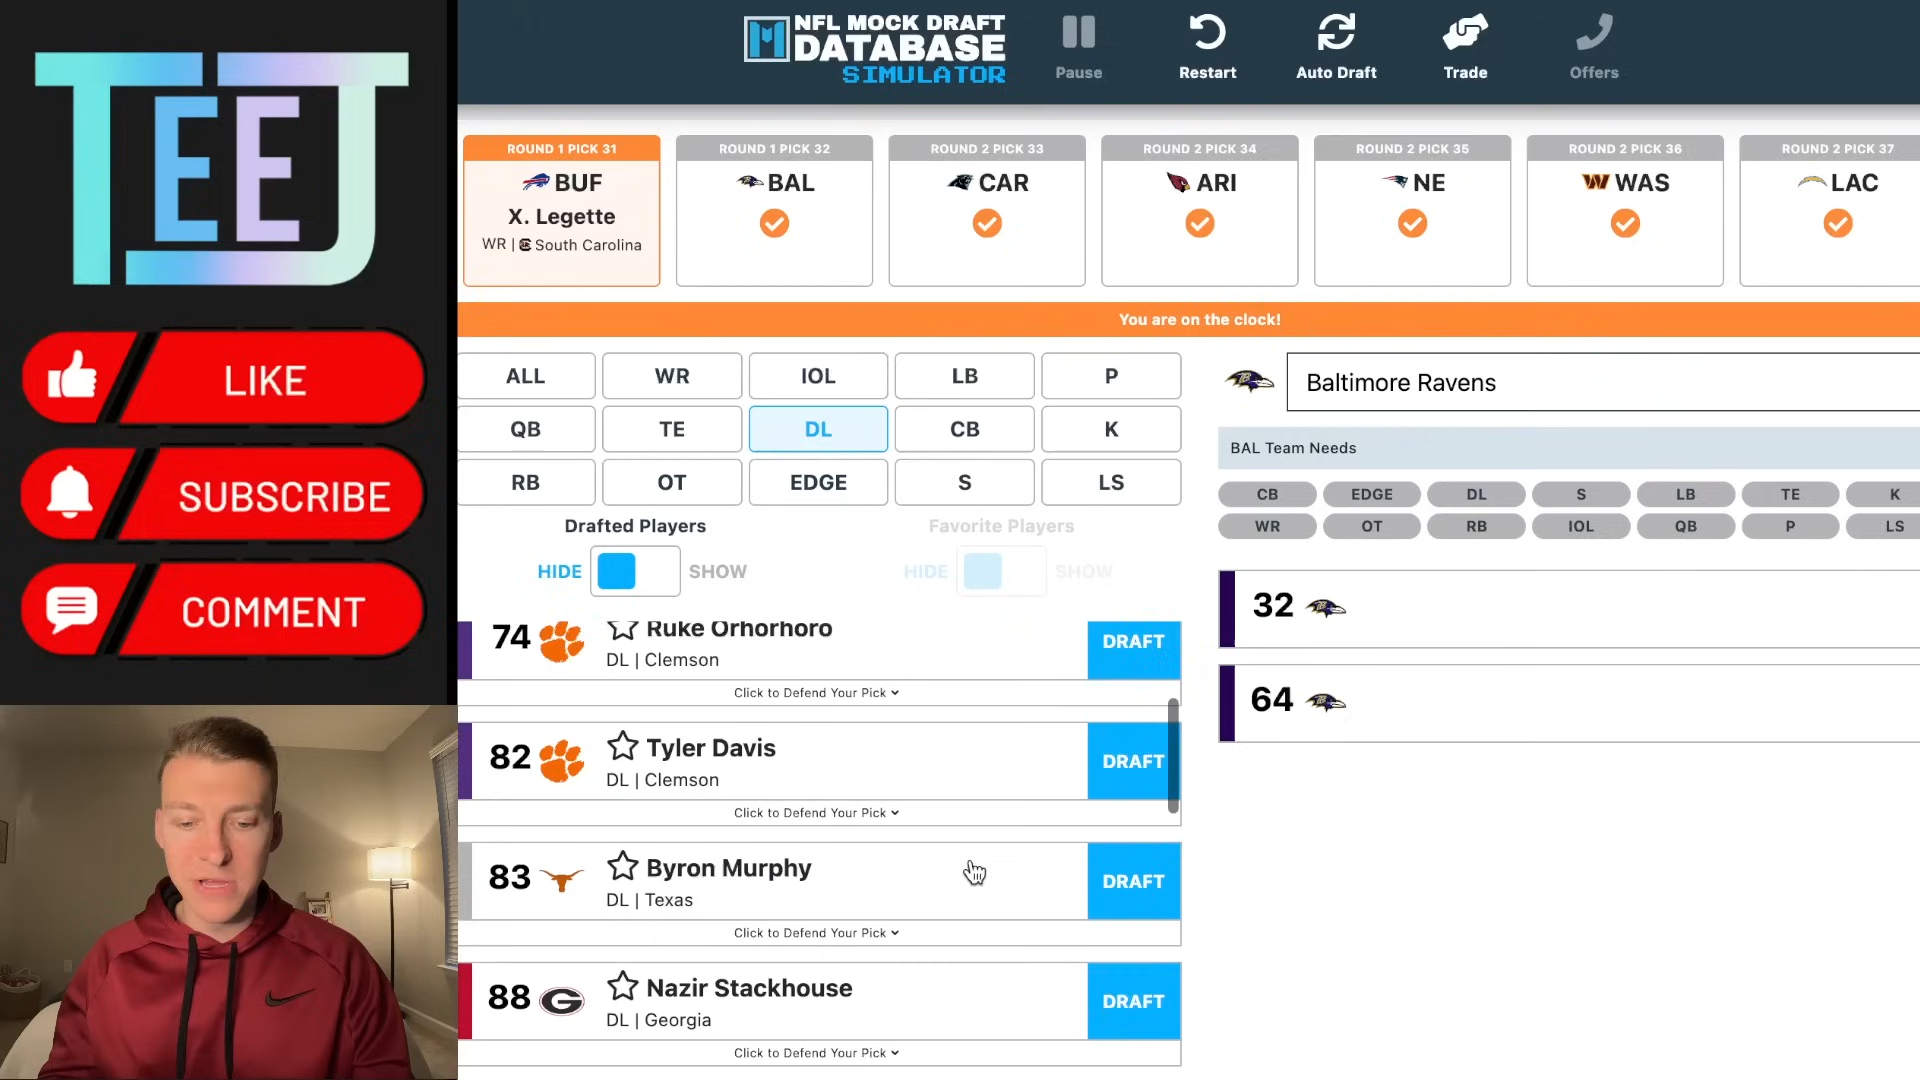 TEEJ
LIKE
SUBSCRIBE
COMMENT
NFL MOCK DRAFT
DATABASE
SIMULATOR
Pause
Restart
Auto Draft
Trade
Offers
ROUND 1 PICK 31
BUF
X. Legette
WR | South Carolina
ROUND 1 PICK 32
BAL
ROUND 2 PICK 33
CAR
ROUND 2 PICK 34
ARI
ROUND 2 PICK 35
NE
ROUND 2 PICK 36
WAS
ROUND 2 PICK 37
LAC
You are on the clock!
ALL WR IOL LB P
QB TE DL CB K
RB OT EDGE S LS
Drafted Players
HIDE SHOW
Favorite Players
HIDE SHOW
74 Ruke Orhorhoro
DL | Clemson
DRAFT
Click to Defend Your Pick
82 Tyler Davis
DL | Clemson
DRAFT
Click to Defend Your Pick
83 Byron Murphy
DL | Texas
DRAFT
Click to Defend Your Pick
88 Nazir Stackhouse
DL | Georgia
DRAFT
Click to Defend Your Pick
Baltimore Ravens
BAL Team Needs
CB EDGE DL S LB TE K
WR OT RB IOL QB P LS
32
64